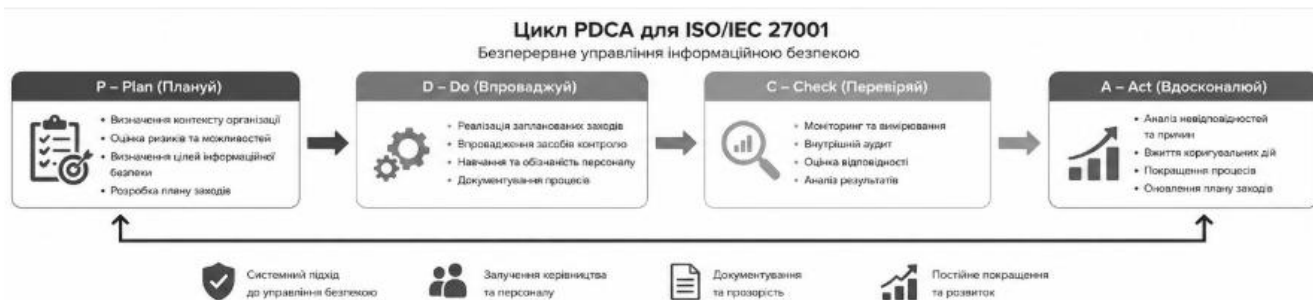 Цикл PDCA для ISO/IEC 27001
Безперервне управління інформаційною безпекою
P – Plan (Плануй)
• Визначення контексту організації
• Оцінка ризиків та можливостей
• Визначення цілей інформаційної
безпеки
• Розробка плану заходів
D – Do (Впроваджуй)
• Реалізація запланованих заходів
• Впровадження засобів контролю
• Навчання та обізнаність персоналу
• Документування процесів
C – Check (Перевіряй)
• Моніторинг та вимірювання
• Внутрішній аудит
• Оцінка відповідності
• Аналіз результатів
A – Act (Вдосконалюй)
• Аналіз невідповідностей
та причин
• Вжиття коригувальних дій
• Покращення процесів
• Оновлення плану заходів
Системний підхід
до управління безпекою
Залучення керівництва
та персоналу
Документування
та прозорість
Постійне покращення
та розвиток